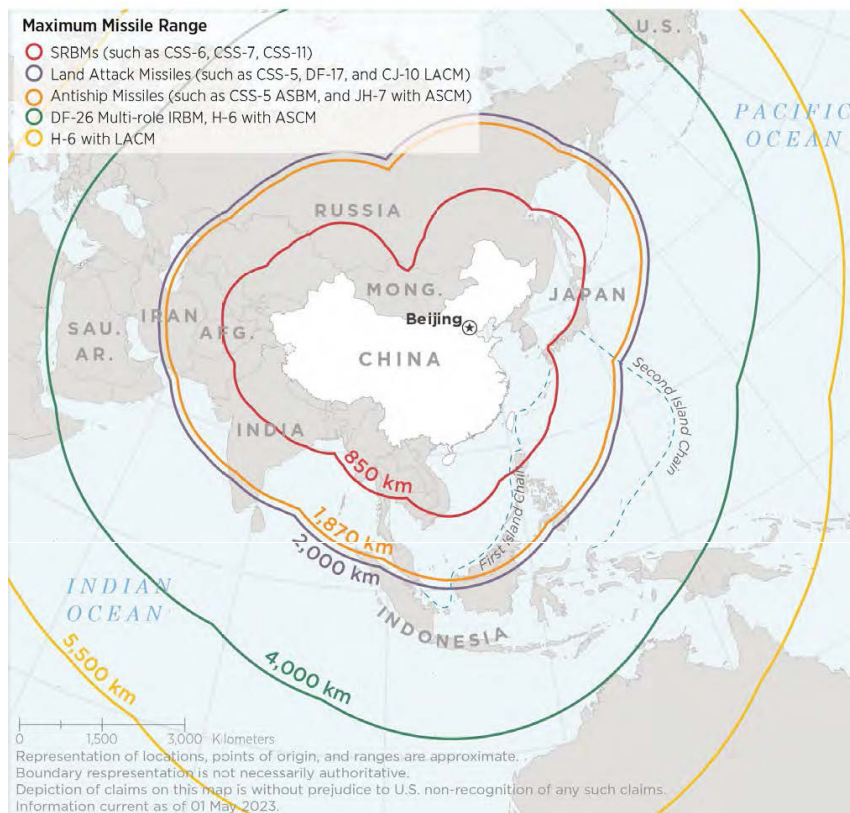 Maximum Missile Range
SRBMs (such as CSS-6, CSS-7, CSS-11)
Land Attack Missiles (such as CSS-5, DF-17, and CJ-10 LACM)
Antiship Missiles (such as CSS-5 ASBM, and JH-7 with ASCM)
DF-26 Multi-role IRBM, H-6 with ASCM
H-6 with LACM
U.S.
PACIFIC
OCEAN
RUSSIA
MONG.
JAPAN
Beijing
IRAN
AFG.
SAU.
AR.
CHINA
INDIA
Second Island Chain
First Island Chain
850 km
1,870 km
2,000 km
INDIAN
OCEAN
INDONESIA
4,000 km
5,500 km
0 1,500 3,000 Kilometers
Representation of locations, points of origin, and ranges are approximate.
Boundary respresentation is not necessarily authoritative.
Depiction of claims on this map is without prejudice to U.S. non-recognition of any such claims.
Information current as of 01 May 2023.